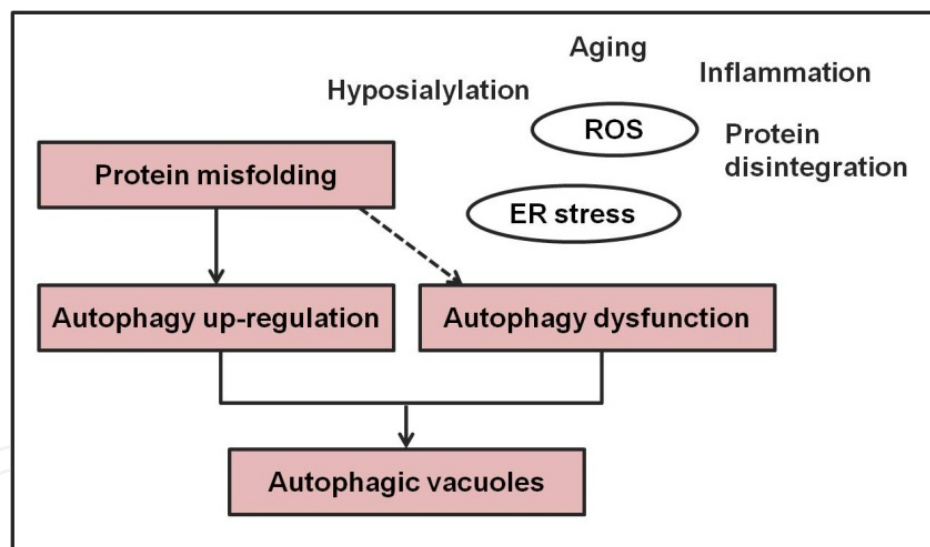 Aging
Inflammation
Hyposialylation
ROS
Protein
disintegration
Protein misfolding
ER stress
Autophagy up-regulation
Autophagy dysfunction
Autophagic vacuoles